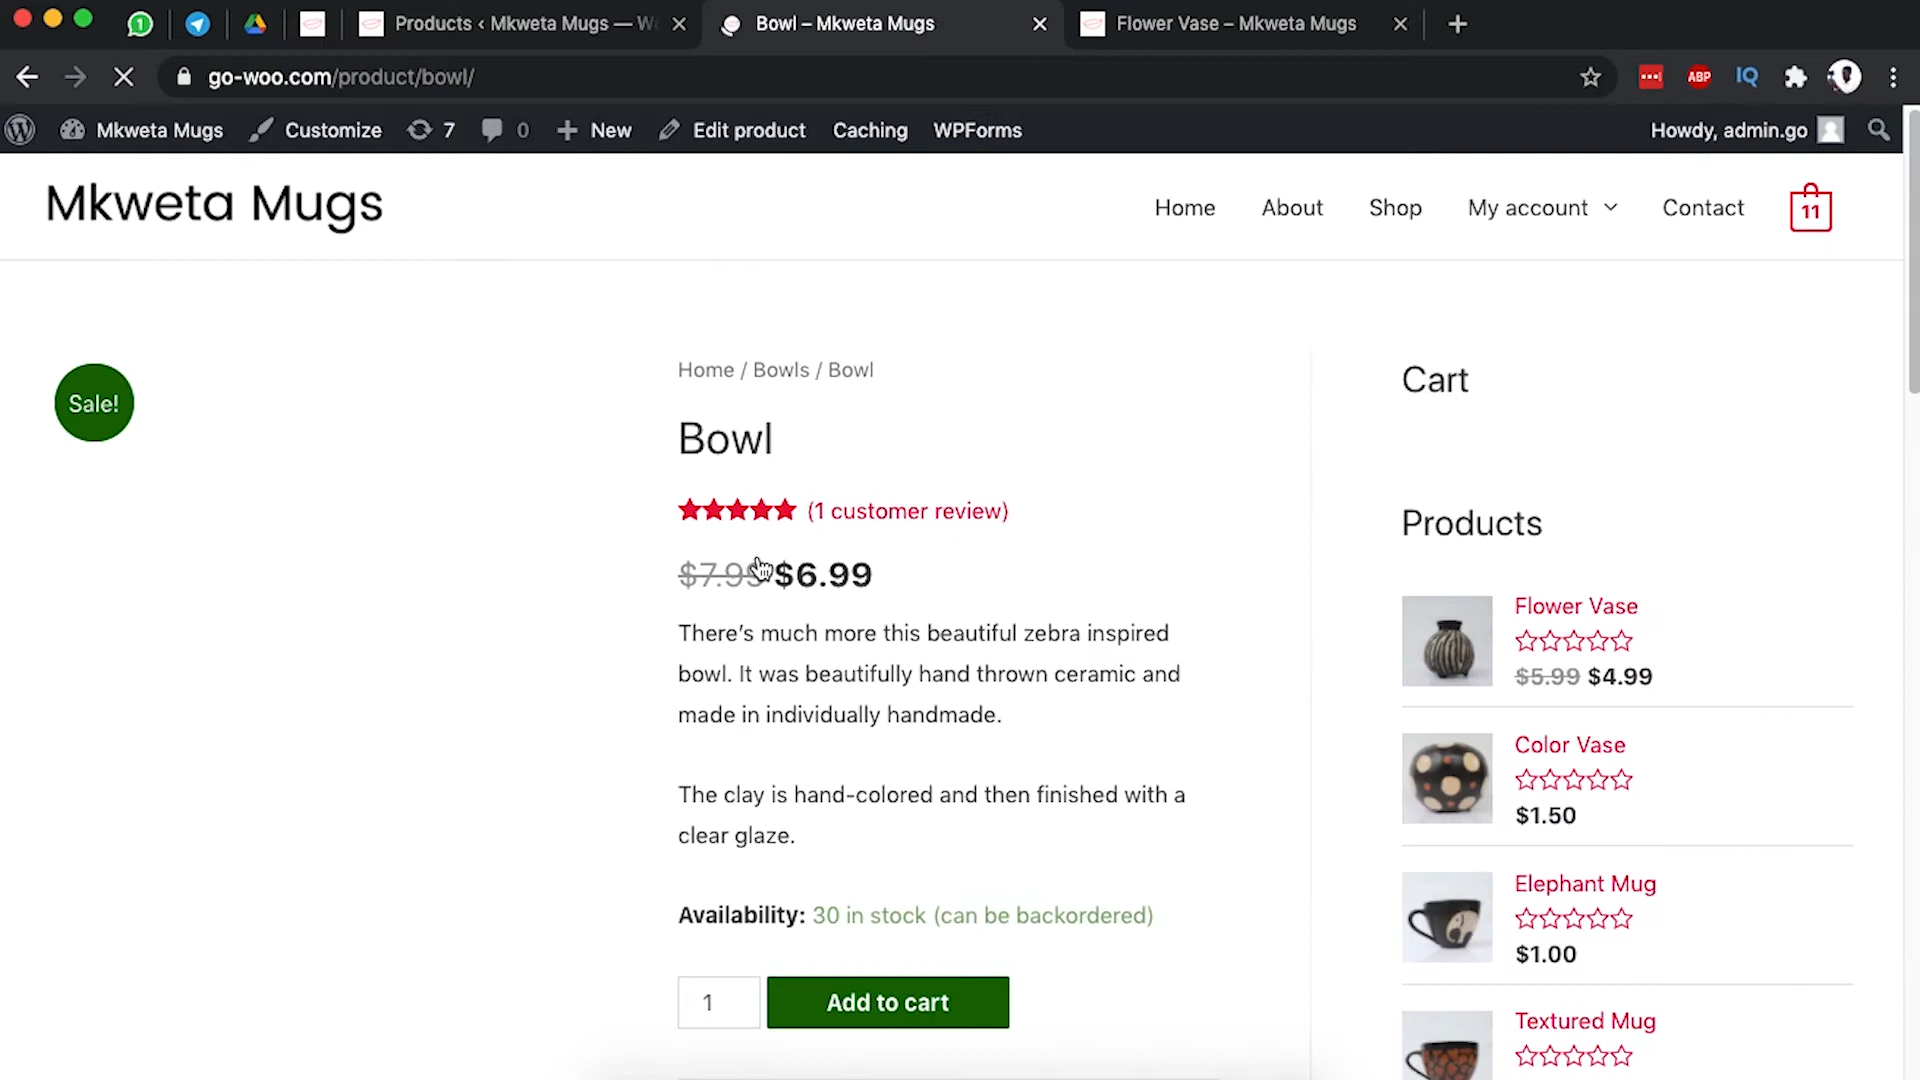 Products ‹ Mkweta Mugs — W
Bowl – Mkweta Mugs
Flower Vase – Mkweta Mugs
go-woo.com/product/bowl/
ABP
IQ
Mkweta Mugs
Customize
7
0
New
Edit product
Caching
WPForms
Howdy, admin.go
Mkweta Mugs
Home
About
Shop
My account
Contact
11
Sale!
Home / Bowls / Bowl
Bowl
(1 customer review)
$7.99 $6.99
There’s much more this beautiful zebra inspired
bowl. It was beautifully hand thrown ceramic and
made in individually handmade.
The clay is hand-colored and then finished with a
clear glaze.
Availability: 30 in stock (can be backordered)
1
Add to cart
Cart
Products
Flower Vase
$5.99 $4.99
Color Vase
$1.50
Elephant Mug
$1.00
Textured Mug